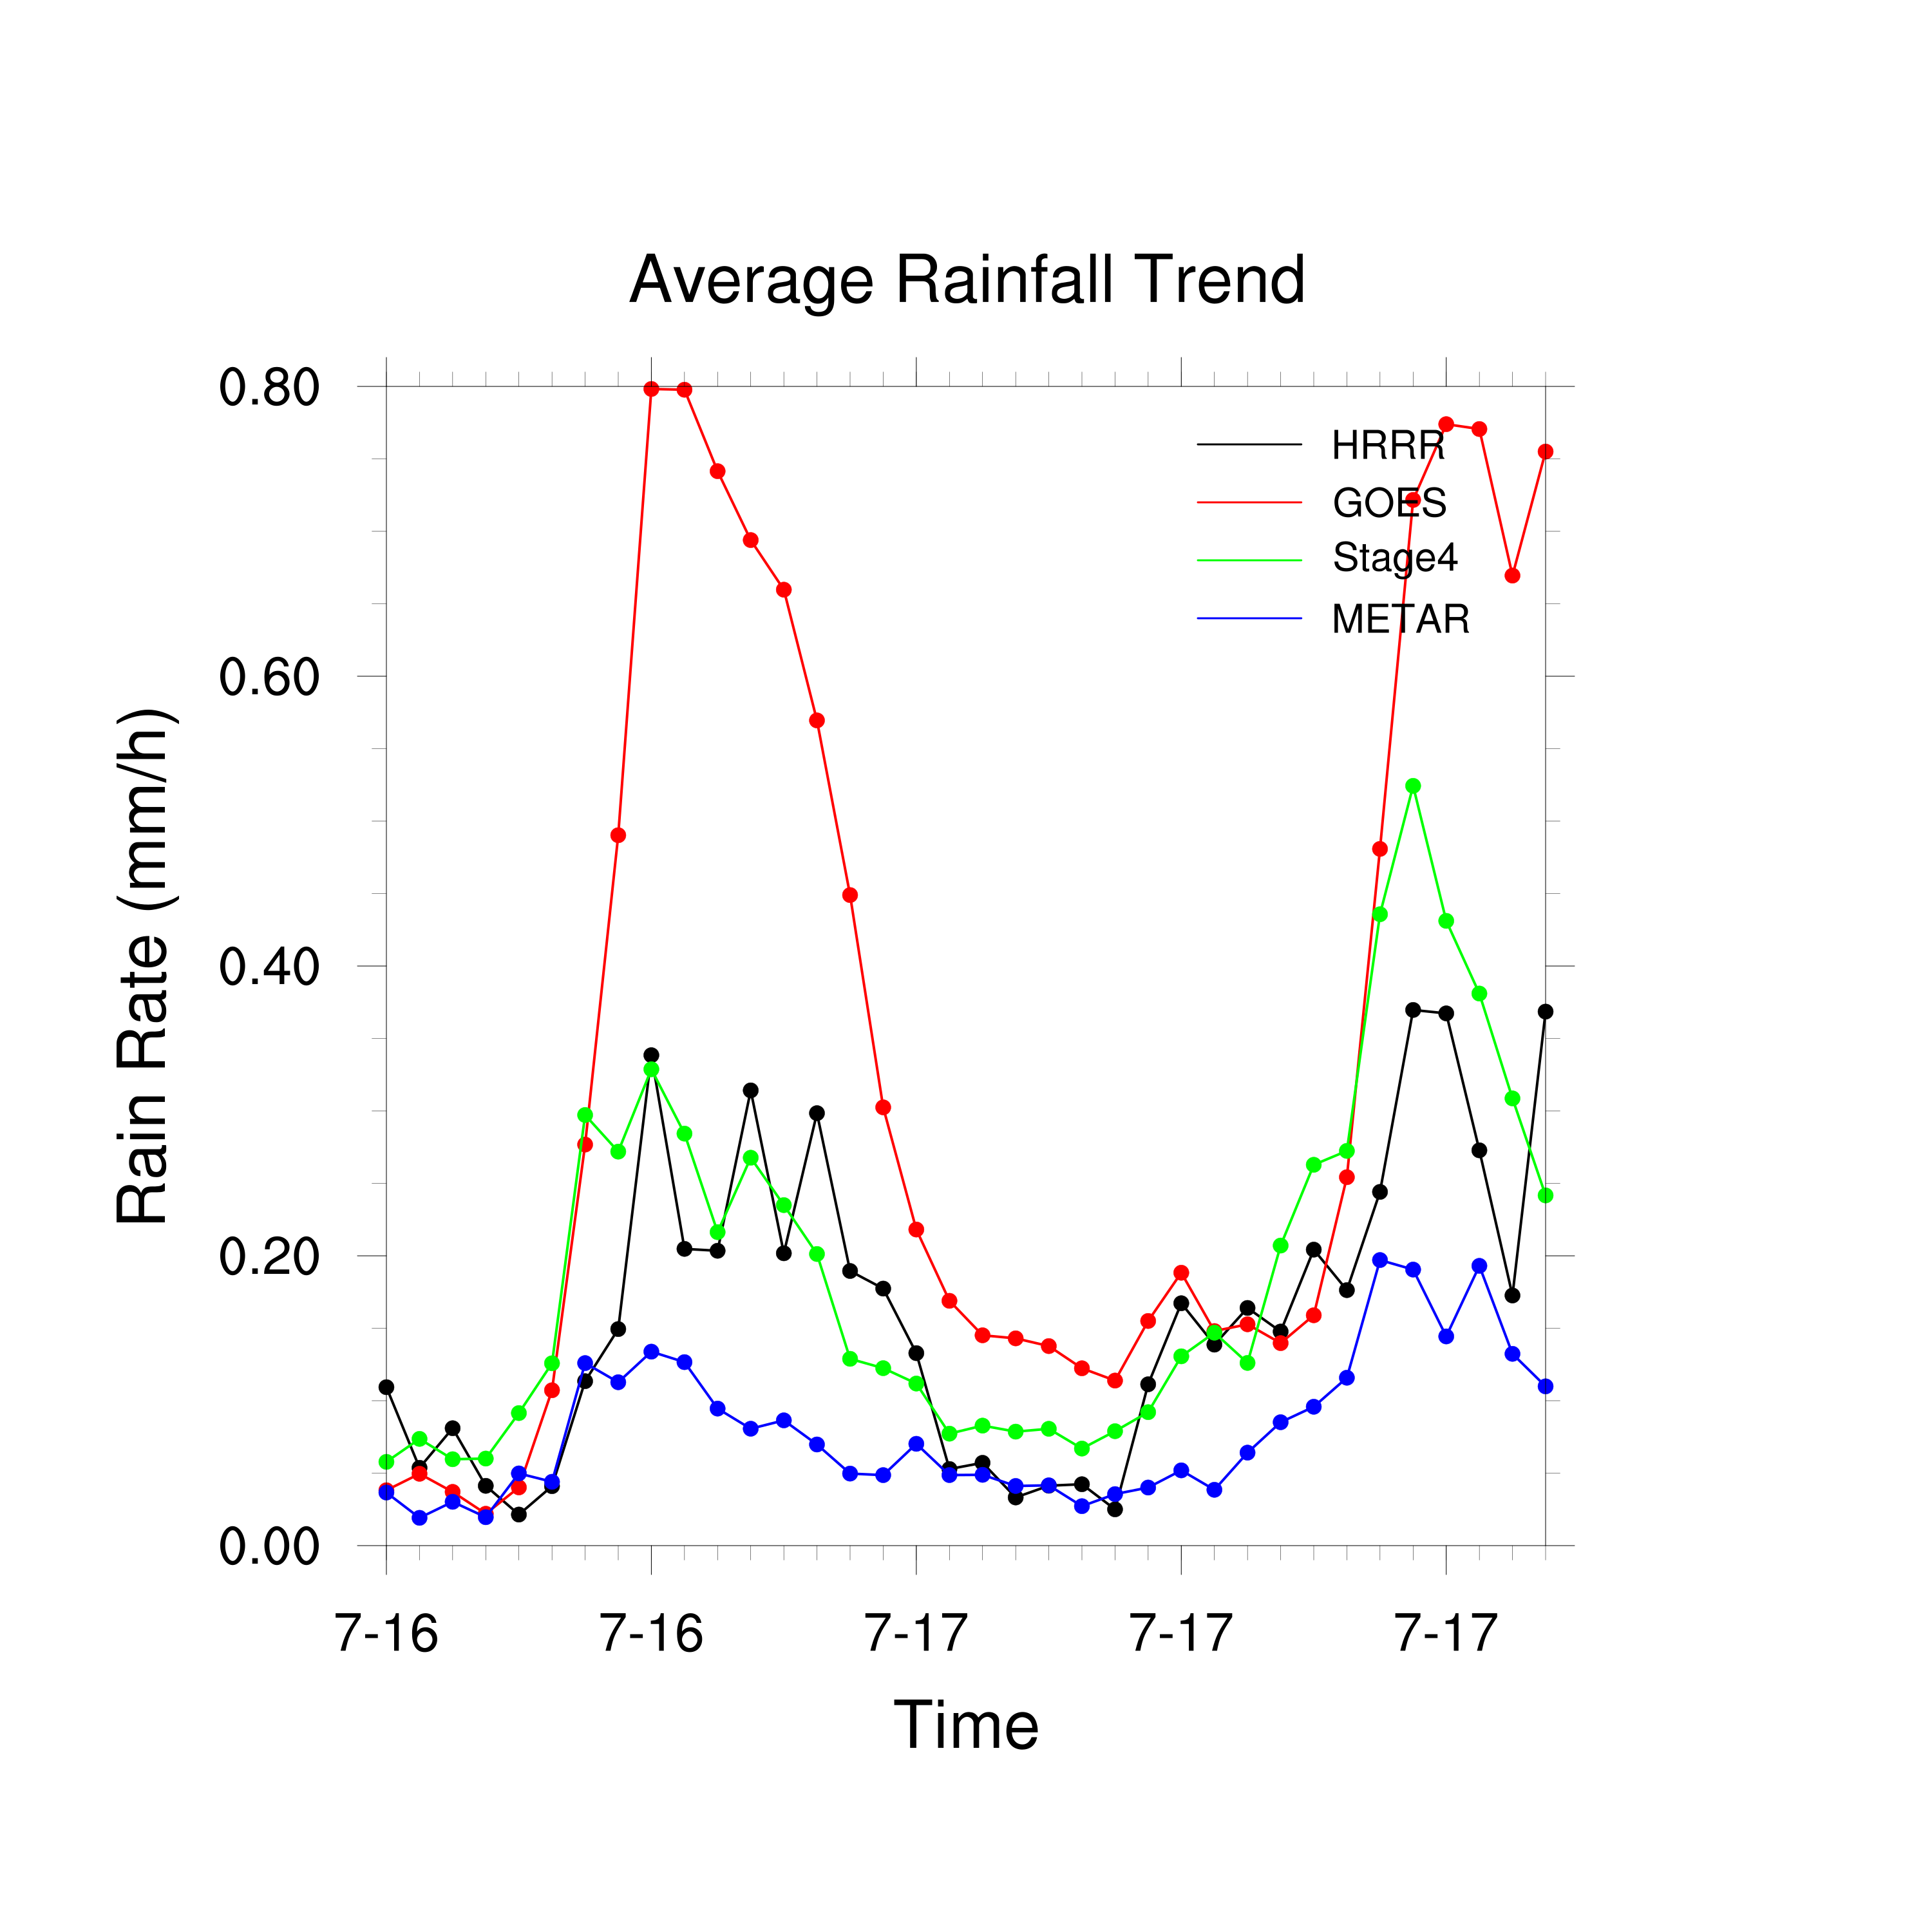 Average Rainfall Trend
0.80
0.60
0.40
0.20
0.00
Rain Rate (mm/h)
HRRR
GOES
Stage4
METAR
7-16 7-16 7-17 7-17 7-17
Time